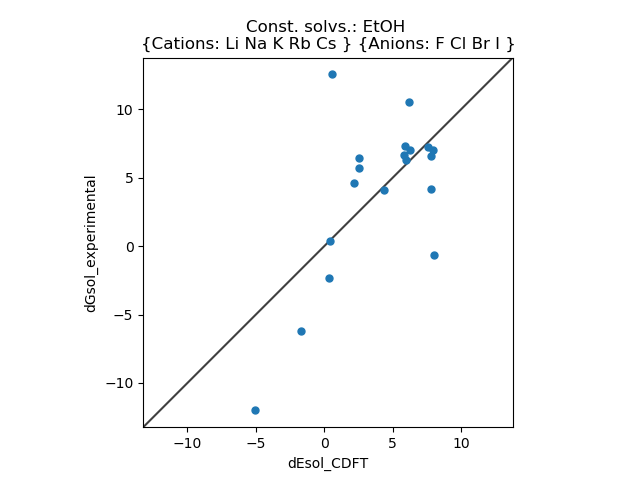 Const. solvs.: EtOH
{Cations: Li Na K Rb Cs } {Anions: F Cl Br I }
10
5
0
−5
−10
dGsol_experimental
−10 −5 0 5 10
dEsol_CDFT